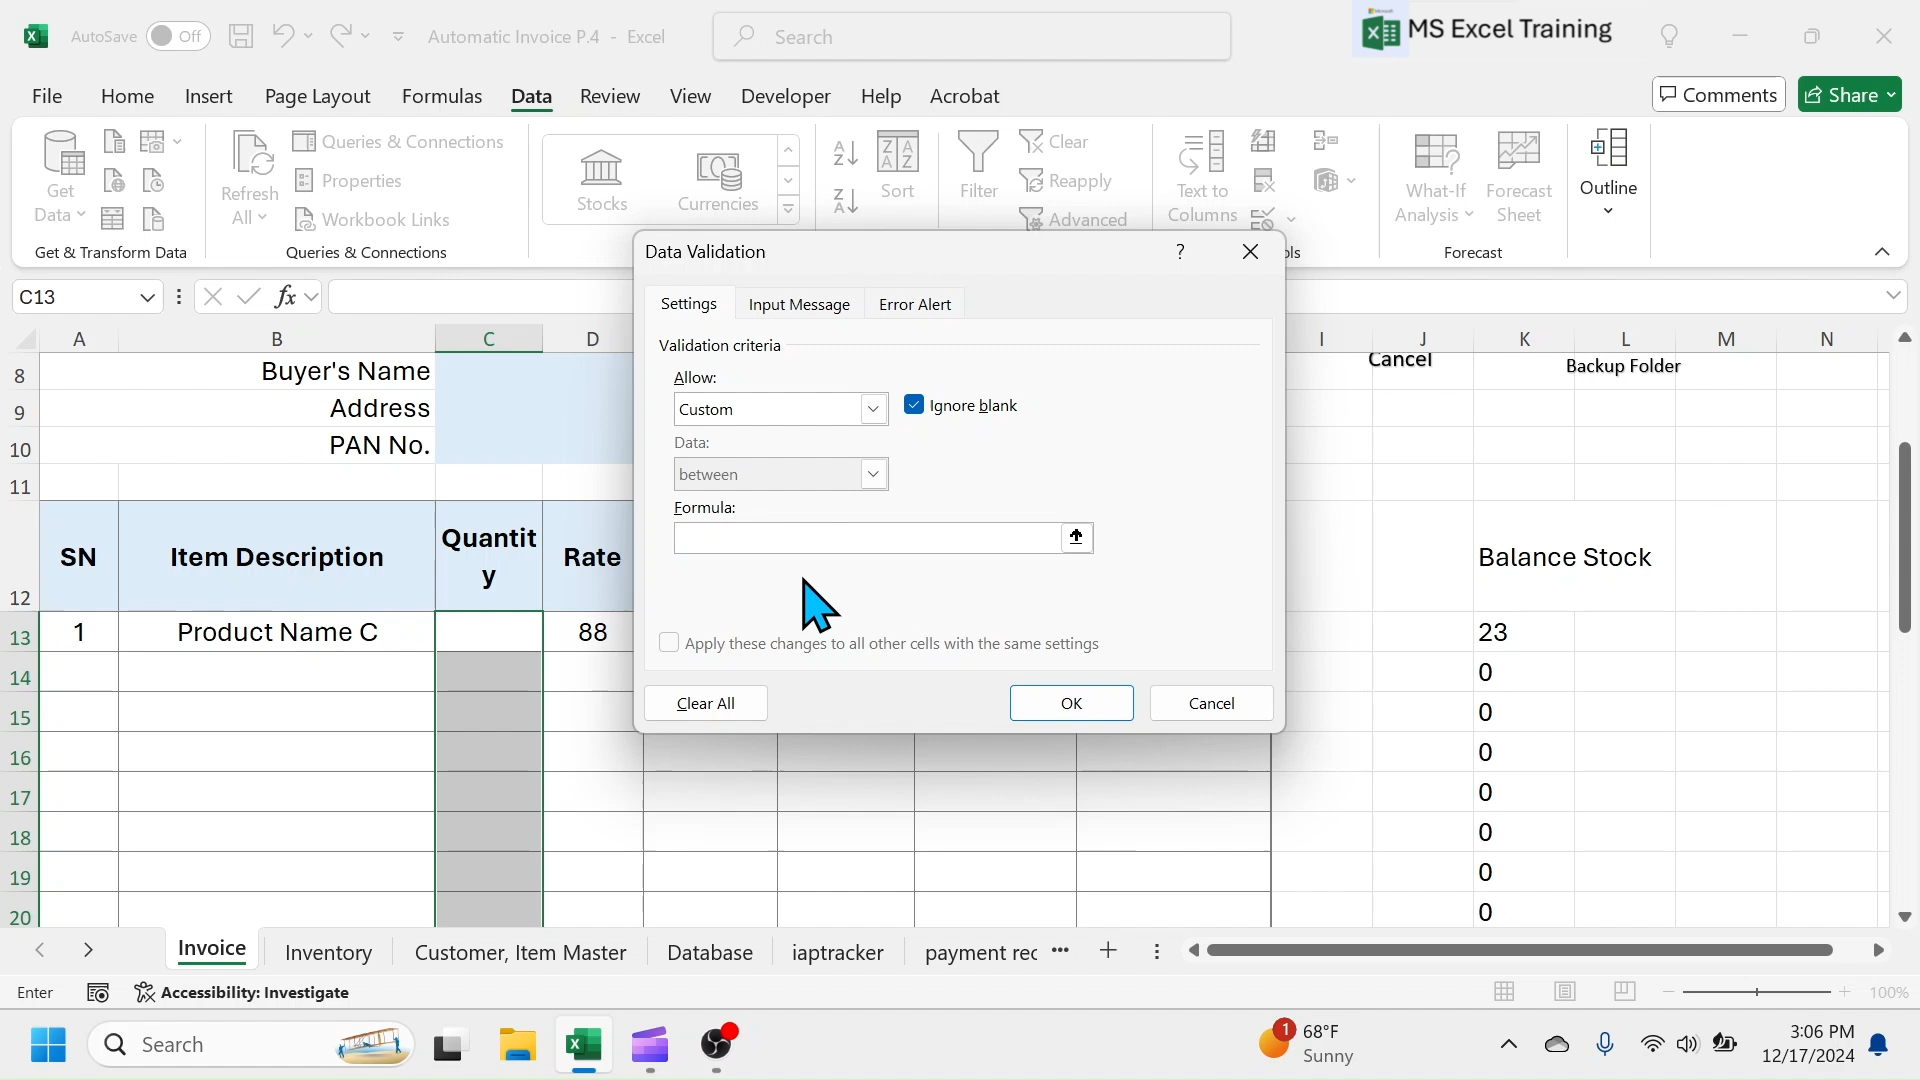 AutoSave Off Automatic Invoice P.4 - Excel Search MS Excel Training
File Home Insert Page Layout Formulas Data Review View Developer Help Acrobat Comments Share
Get Data
Refresh All
Queries & Connections
Properties
Workbook Links
Stocks Currencies
Sort
Filter
Clear
Reapply
Advanced
Text to Columns
What-If Analysis
Forecast Sheet
Outline
Get & Transform Data Queries & Connections Forecast
Data Validation ?
C13 fx
Settings Input Message Error Alert
Validation criteria
Allow:
Custom Ignore blank
Data:
between
Formula:
Apply these changes to all other cells with the same settings
Clear All OK Cancel
A B C D I J K L M N
8 Buyer's Name Cancel Backup Folder
9 Address
10 PAN No.
11
12 SN Item Description Quantity Rate Balance Stock
13 1 Product Name C 88 23
14 0
15 0
16 0
17 0
18 0
19 0
20 0
Invoice Inventory Customer, Item Master Database iaptracker payment rec
Enter Accessibility: Investigate 100%
Search 1 68°F Sunny 3:06 PM 12/17/2024